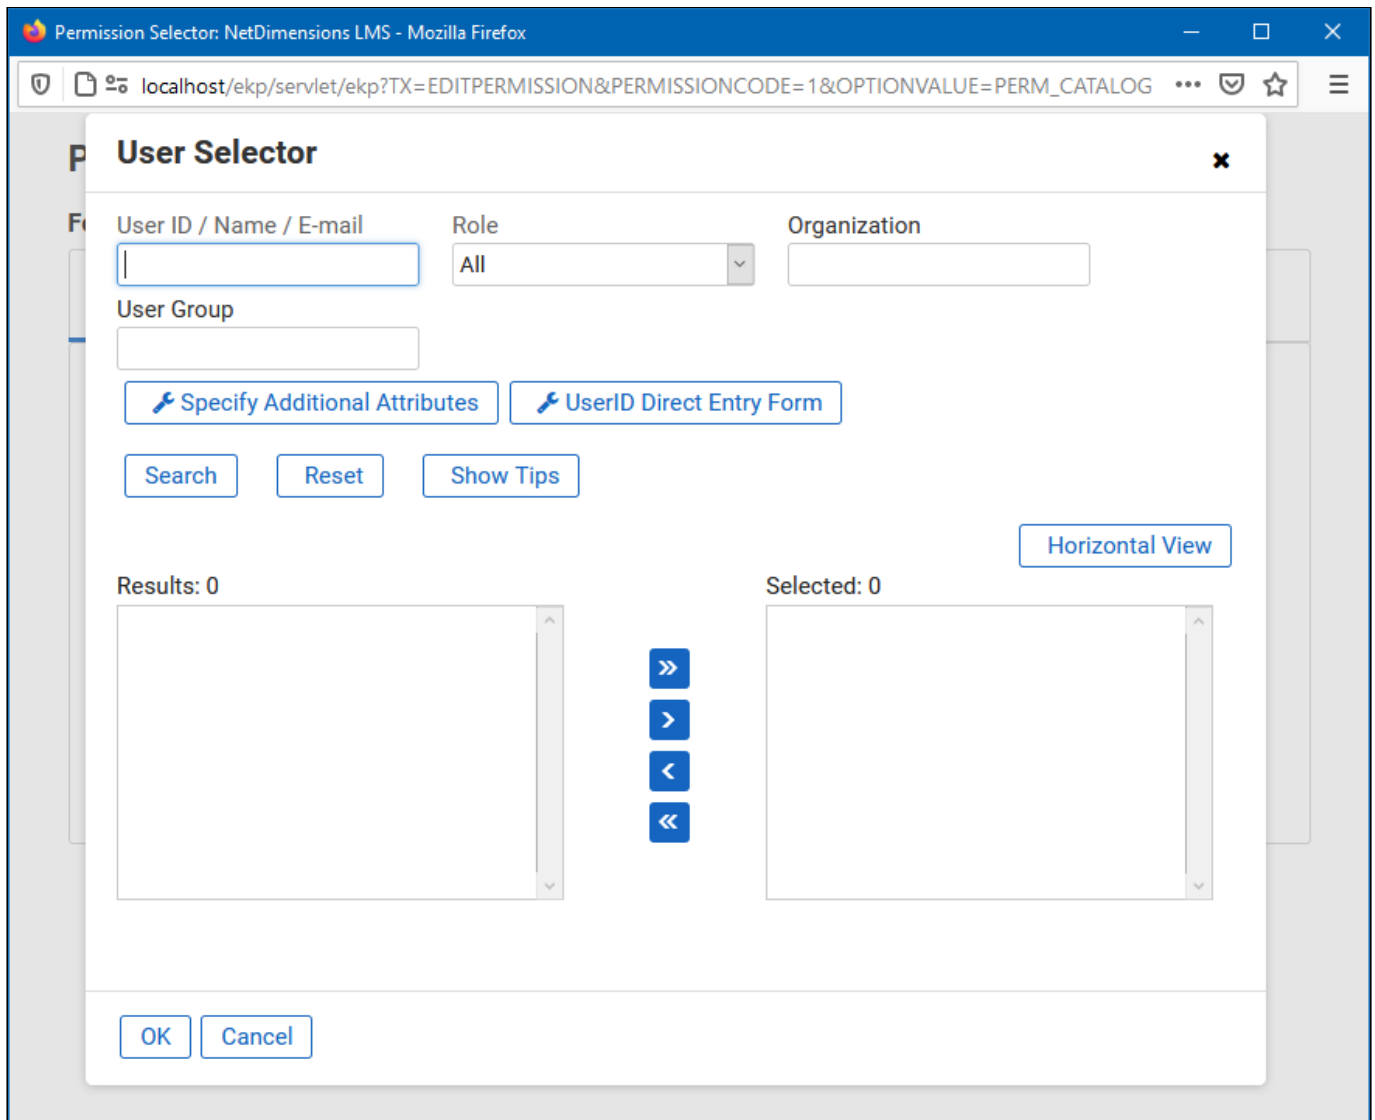 Permission Selector: NetDimensions LMS - Mozilla Firefox
localhost/ekp/servlet/ekp?TX=EDITPERMISSION&PERMISSIONCODE=1&OPTIONVALUE=PERM_CATALOG
User Selector
User ID / Name / E-mail Role Organization
All
User Group
Specify Additional Attributes UserID Direct Entry Form
Search Reset Show Tips
Horizontal View
Results: 0 Selected: 0
OK Cancel